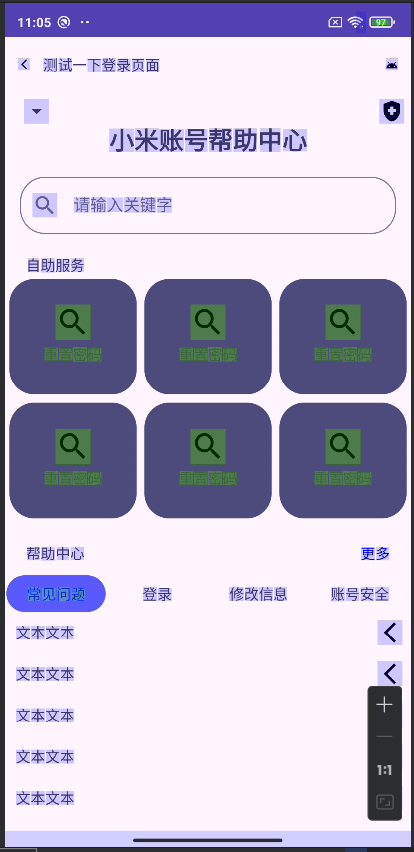 11:05
97
测试一下登录页面
小米账号帮助中心
请输入关键字
自助服务
重置密码 重置密码 重置密码
重置密码 重置密码 重置密码
帮助中心 更多
常见问题 登录 修改信息 账号安全
文本文木
文本文本
文本文本
文本文本
文本文本
1:1